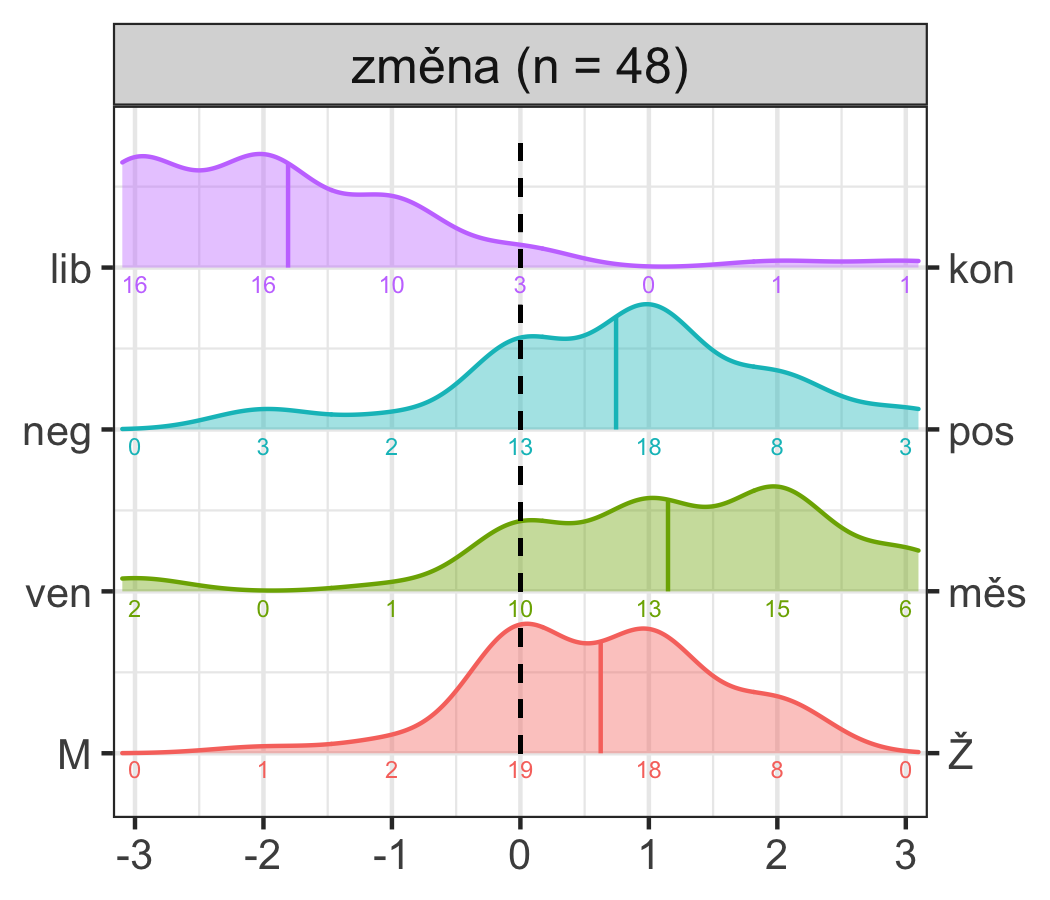 změna (n = 48)
lib kon
16 16 10 3 0 1 1
neg pos
0 3 2 13 18 8 3
ven měs
2 0 1 10 13 15 6
M Ž
0 1 2 19 18 8 0
-3 -2 -1 0 1 2 3